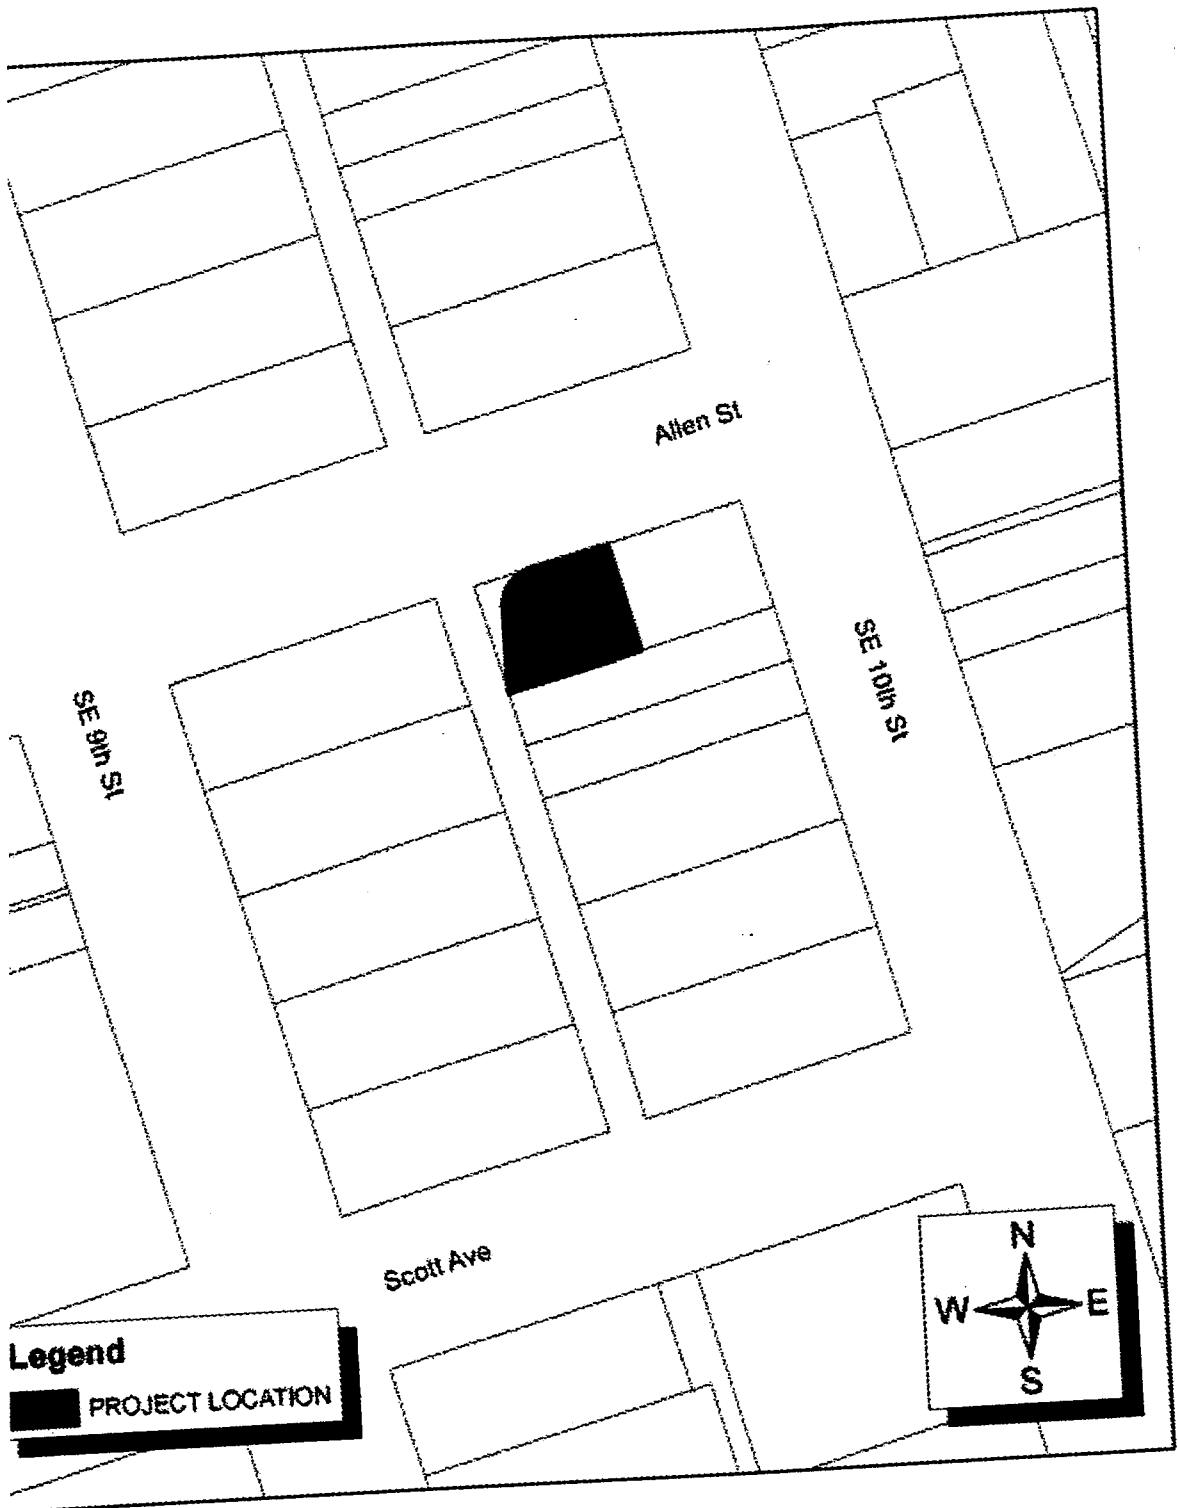 Allen St
SE 10th St
SE 9th St
Scott Ave
N
W E
S
Legend
PROJECT LOCATION